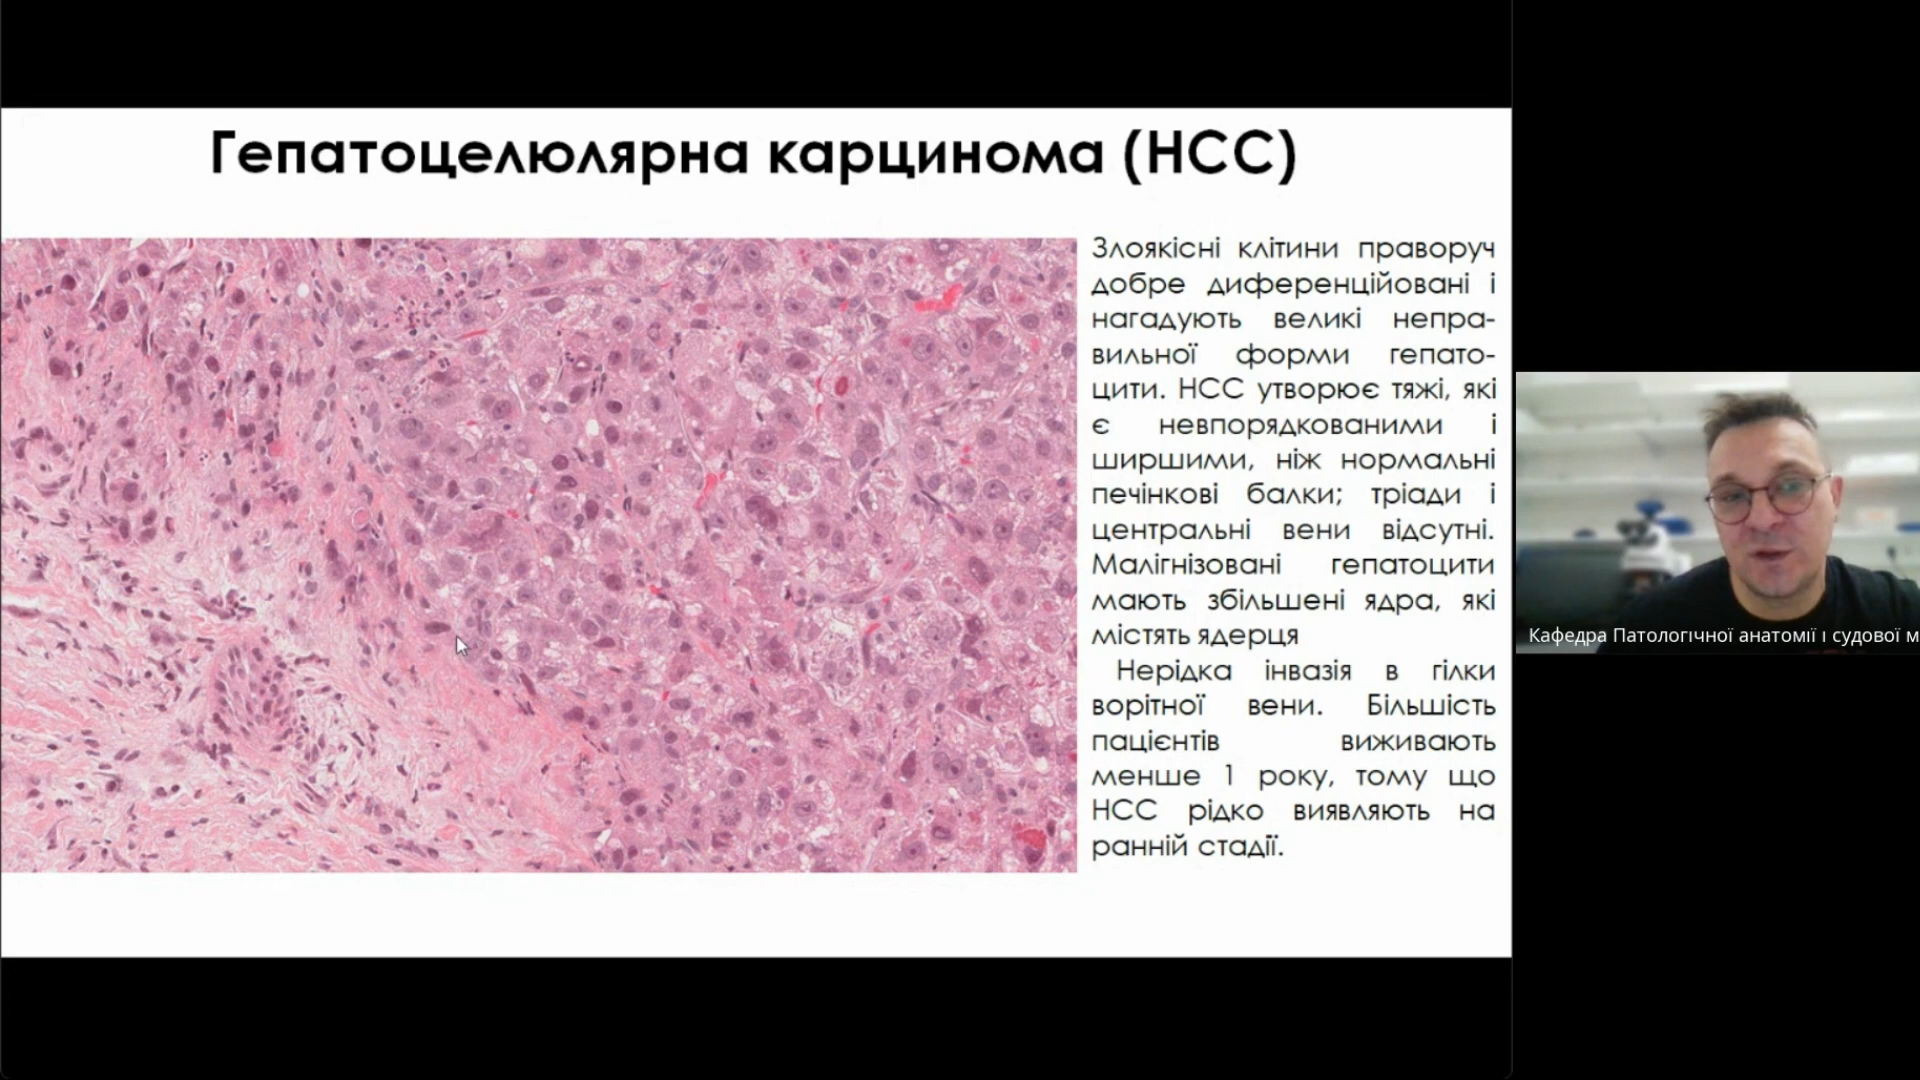 Гепатоцелюлярна карцинома (HCC)
Злоякісні клітини праворуч
добре диференційовані і
нагадують великі непра-
вильної форми гепато-
цити. HCC утворює тяжі, які
є невпорядкованими і
ширшими, ніж нормальні
печінкові балки; тріади і
центральні вени відсутні.
Малігнізовані гепатоцити
мають збільшені ядра, які
містять ядерця
Нерідка інвазія в гілки
ворітної вени. Більшість
пацієнтів виживають
менше 1 року, тому що
HCC рідко виявляють на
ранній стадії.
Кафедра Патологічної анатомії і судової м